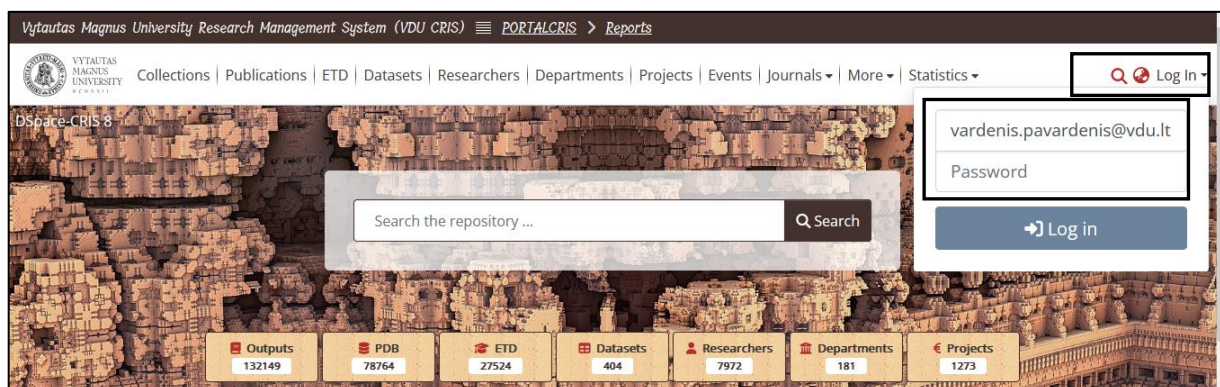 Vytautas Magnus University Research Management System (VDU CRIS) PORTALCRIS > Reports
VYTAUTAS
MAGNUS
UNIVERSITY
MCMXXII
Collections Publications ETD Datasets Researchers Departments Projects Events Journals More Statistics Log In
DSpace-CRIS 8
vardenis.pavardenis@vdu.lt
Password
Search the repository ... Search
Log in
Outputs PDB ETD Datasets Researchers Departments € Projects
132149 78764 27524 404 7972 181 1273